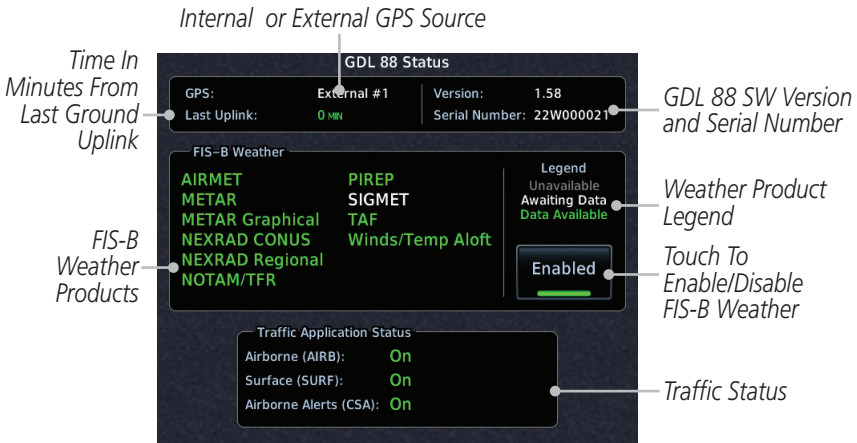 Internal or External GPS Source
Time In
Minutes From
Last Ground
Uplink
GDL 88 Status
GPS: External #1
Last Uplink: 0 MIN
Version: 1.58
Serial Number: 22W000021
GDL 88 SW Version
and Serial Number
FIS-B Weather
AIRMET
METAR
METAR Graphical
NEXRAD CONUS
NEXRAD Regional
NOTAM/TFR
PIREP
SIGMET
TAF
Winds/Temp Aloft
Legend
Unavailable
Awaiting Data
Data Available
Enabled
FIS-B
Weather
Products
Weather Product
Legend
Touch To
Enable/Disable
FIS-B Weather
Traffic Application Status
Airborne (AIRB): On
Surface (SURF): On
Airborne Alerts (CSA): On
Traffic Status